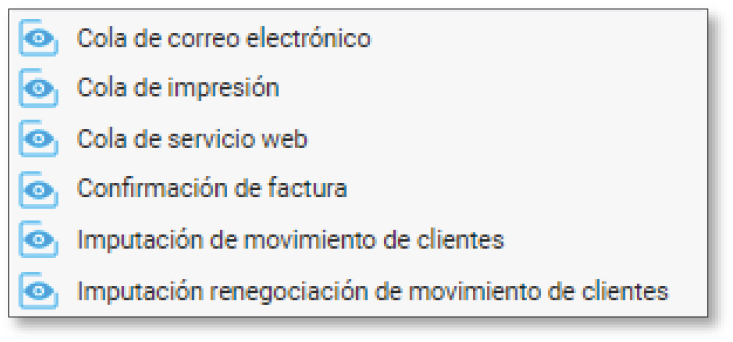 Cola de correo electrónico
Cola de impresión
Cola de servicio web
Confirmación de factura
Imputación de movimiento de clientes
Imputación renegociación de movimiento de clientes